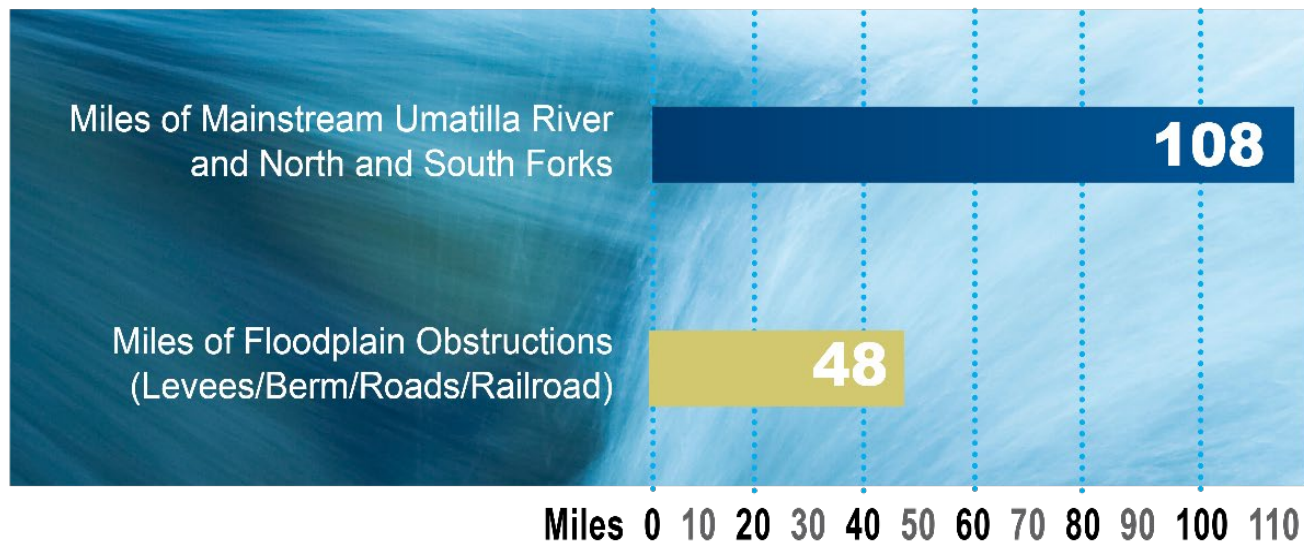 Miles of Mainstream Umatilla River
and North and South Forks
108
Miles of Floodplain Obstructions
(Levees/Berm/Roads/Railroad)
48
Miles 0 10 20 30 40 50 60 70 80 90 100 110